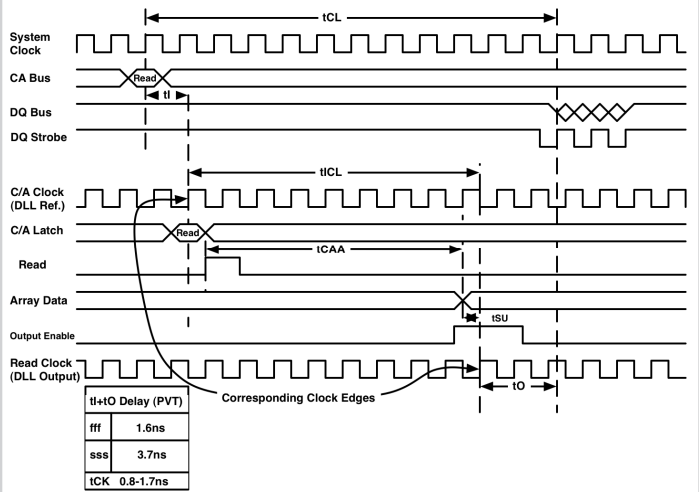 tCL
System
Clock
CA Bus
Read
tI
DQ Bus
DQ Strobe
tICL
C/A Clock
(DLL Ref.)
C/A Latch
Read
tCAA
Read
Array Data
tSU
Output Enable
Read Clock
(DLL Output)
tO
Corresponding Clock Edges
tI+tO Delay (PVT)
fff 1.6ns
sss 3.7ns
tCK 0.8-1.7ns